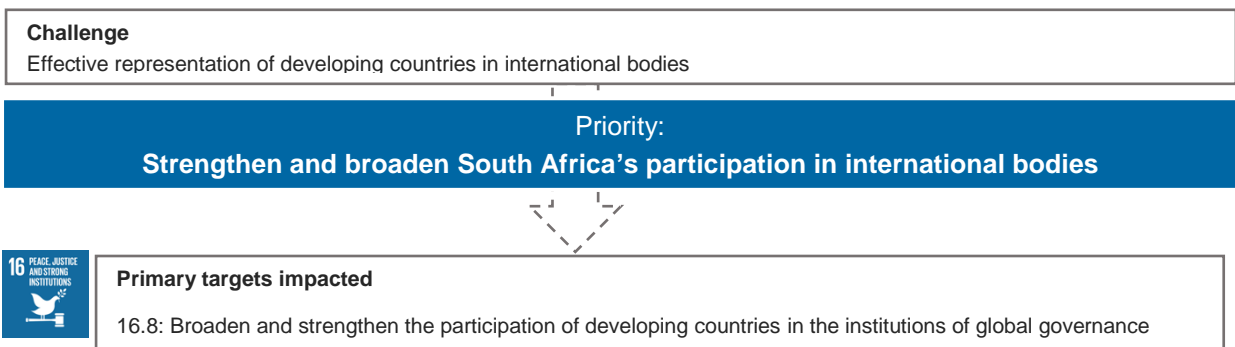 Challenge
Effective representation of developing countries in international bodies
Priority:
Strengthen and broaden South Africa's participation in international bodies
16 PEACE, JUSTICE
AND STRONG
INSTITUTIONS
Primary targets impacted
16.8: Broaden and strengthen the participation of developing countries in the institutions of global governance